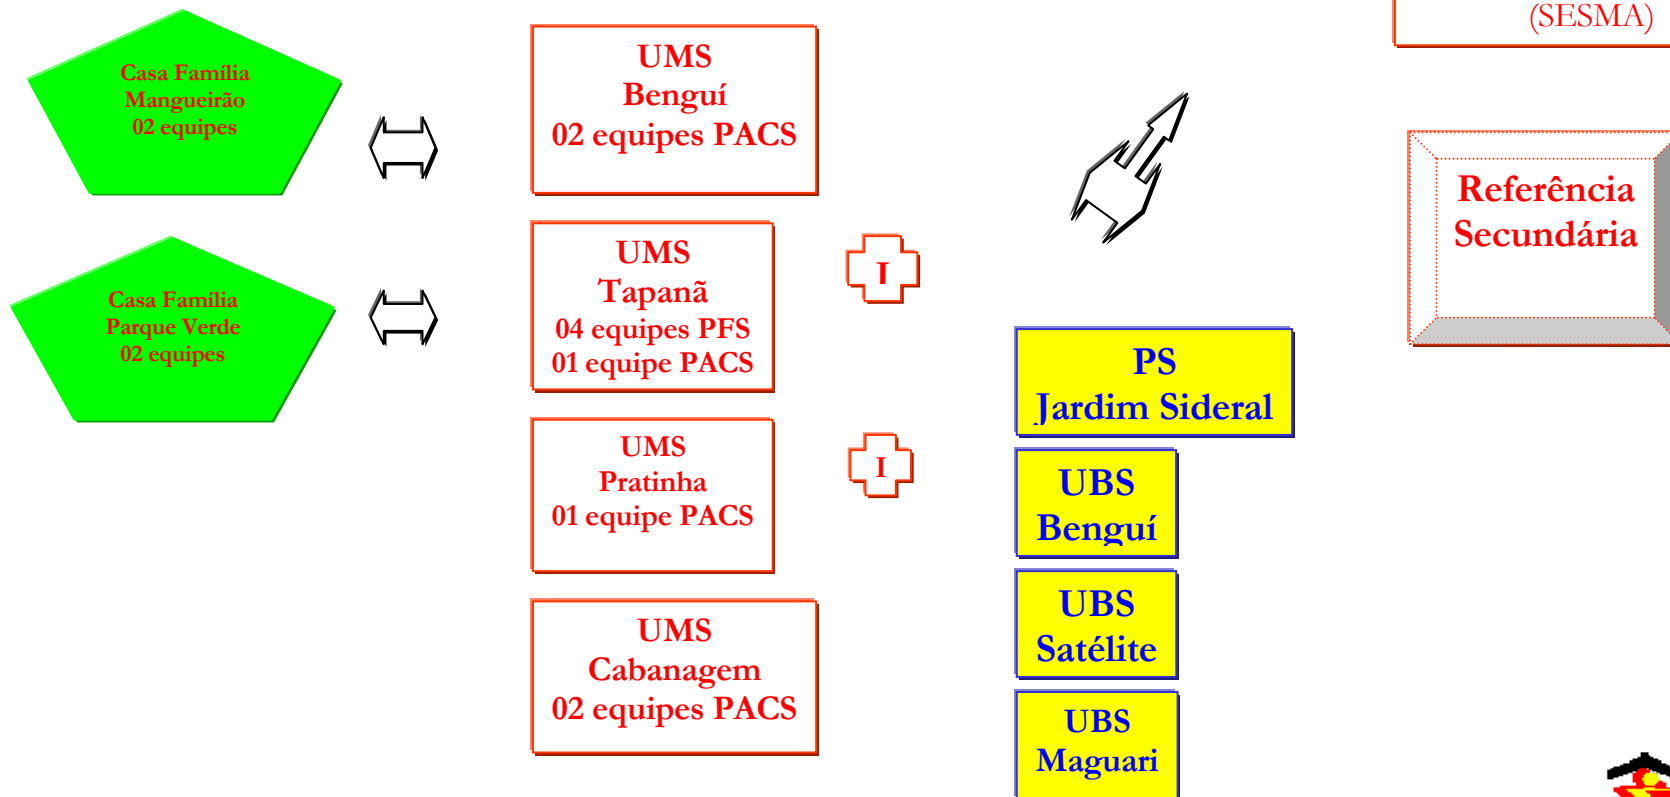 (SESMA)
Casa Família
Mangueirão
02 equipes
UMS
Benguí
02 equipes PACS
Referência
Secundária
Casa Família
Parque Verde
02 equipes
UMS
Tapanã
04 equipes PFS
01 equipe PACS
I
PS
Jardim Sideral
UMS
Pratinha
01 equipe PACS
I
UBS
Benguí
UBS
Satélite
UMS
Cabanagem
02 equipes PACS
UBS
Maguari